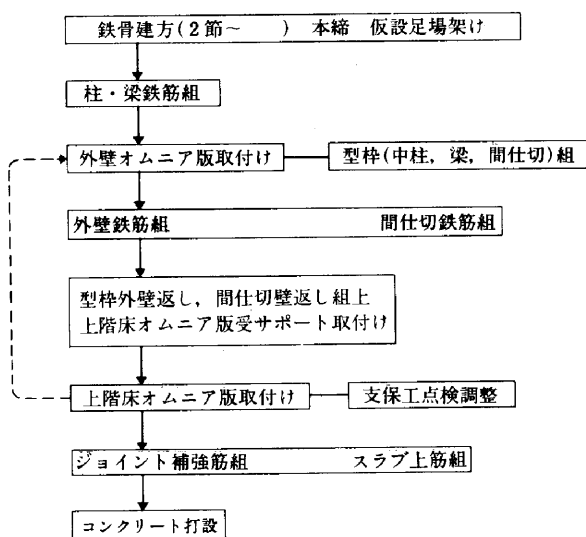 鉄骨建方(2節～　　)　本締　仮設足場架け
柱・梁鉄筋組
外壁オムニア版取付け　型枠(中柱，梁，間仕切)組
外壁鉄筋組　間仕切鉄筋組
型枠外壁返し，間仕切壁返し組上
上階床オムニア版受サポート取付け
上階床オムニア版取付け　支保工点検調整
ジョイント補強筋組　スラブ上筋組
コンクリート打設